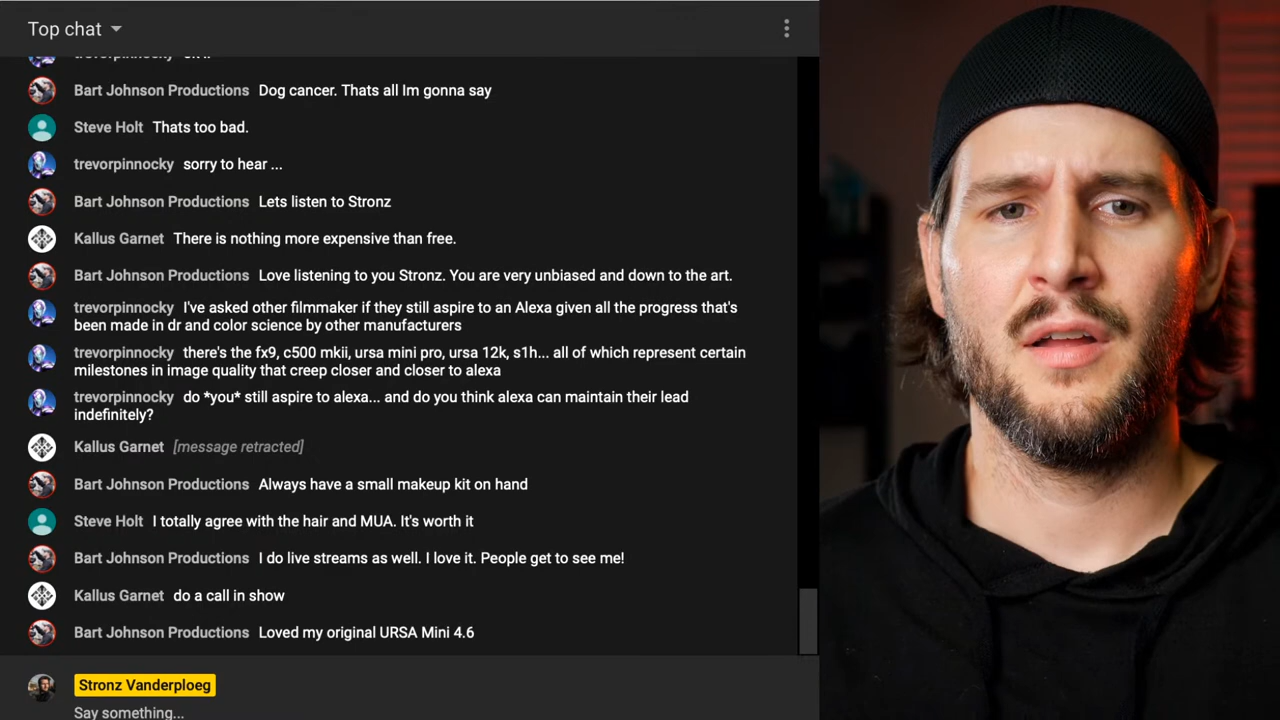 Top chat
trevorpinnocky
Bart Johnson Productions Dog cancer. Thats all Im gonna say
Steve Holt Thats too bad.
trevorpinnocky sorry to hear ...
Bart Johnson Productions Lets listen to Stronz
Kallus Garnet There is nothing more expensive than free.
Bart Johnson Productions Love listening to you Stronz. You are very unbiased and down to the art.
trevorpinnocky I've asked other filmmaker if they still aspire to an Alexa given all the progress that's
been made in dr and color science by other manufacturers
trevorpinnocky there's the fx9, c500 mkii, ursa mini pro, ursa 12k, s1h... all of which represent certain
milestones in image quality that creep closer and closer to alexa
trevorpinnocky do *you* still aspire to alexa... and do you think alexa can maintain their lead
indefinitely?
Kallus Garnet [message retracted]
Bart Johnson Productions Always have a small makeup kit on hand
Steve Holt I totally agree with the hair and MUA. It's worth it
Bart Johnson Productions I do live streams as well. I love it. People get to see me!
Kallus Garnet do a call in show
Bart Johnson Productions Loved my original URSA Mini 4.6
Stronz Vanderploeg
Say something...